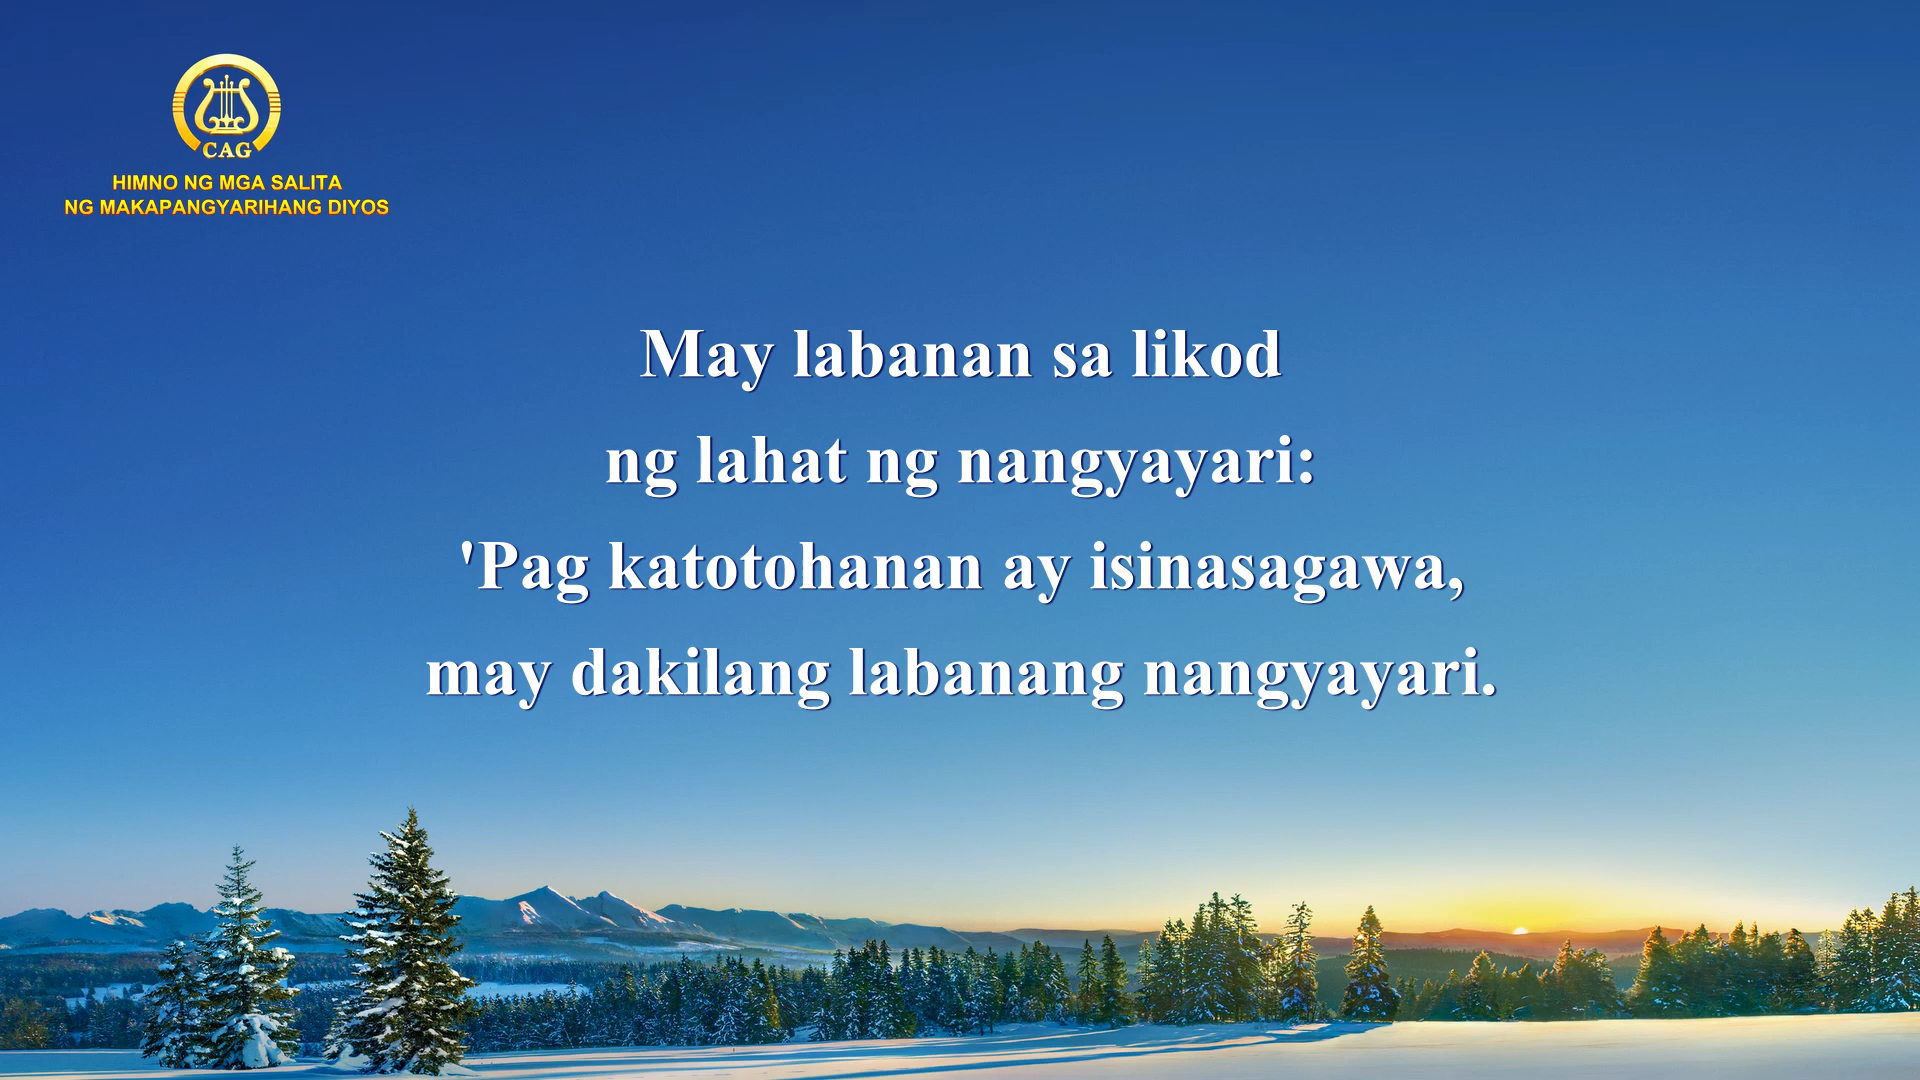 CAG
HIMNO NG MGA SALITA
NG MAKAPANGYARIHANG DIYOS
May labanan sa likod
ng lahat ng nangyayari:
'Pag katotohanan ay isinasagawa,
may dakilang labanang nangyayari.